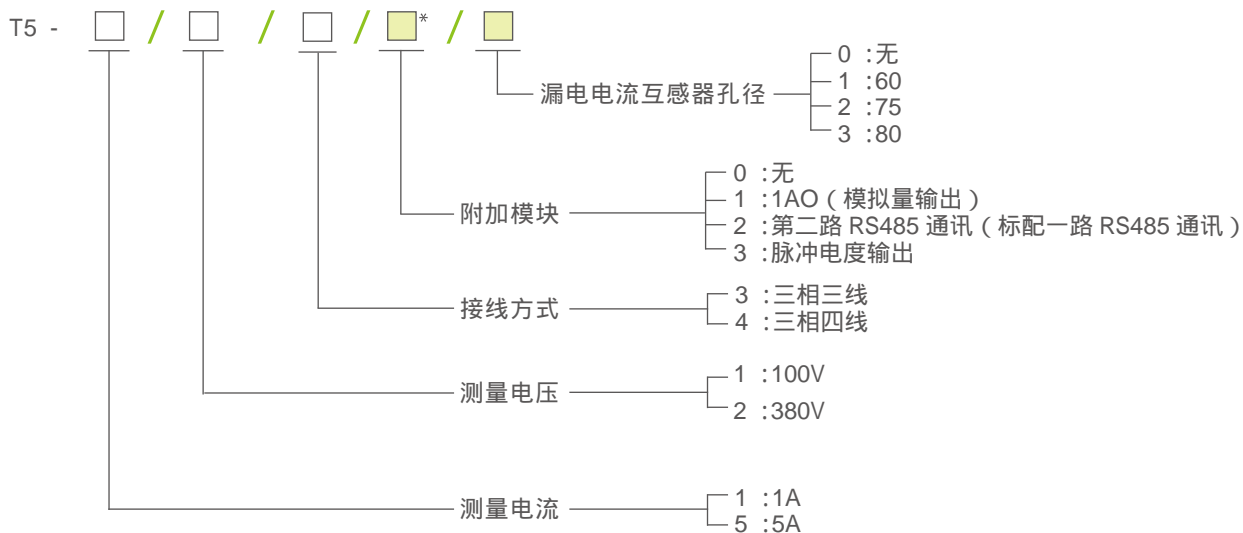 T5 - □ / □ / □ / □* / □
漏电电流互感器孔径
0 :无
1 :60
2 :75
3 :80
附加模块
0 :无
1 :1AO（模拟量输出）
2 :第二路 RS485 通讯（标配一路 RS485 通讯）
3 :脉冲电度输出
接线方式
3 :三相三线
4 :三相四线
测量电压
1 :100V
2 :380V
测量电流
1 :1A
5 :5A